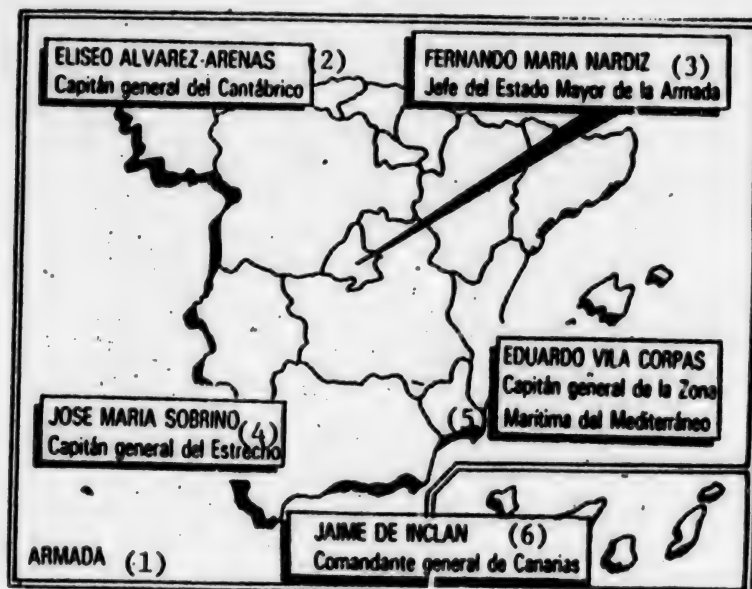 ELISEO ALVAREZ-ARENAS (2)
Capitán general del Cantábrico
FERNANDO MARIA NARDIZ (3)
Jefe del Estado Mayor de la Armada
EDUARDO VILA CORPAS
Capitán general de la Zona
Marítima del Mediterráneo
(5)
JOSE MARIA SOBRINO (4)
Capitán general del Estrecho
JAIME DE INCLAN (6)
Comandante general de Canarias
ARMADA (1)